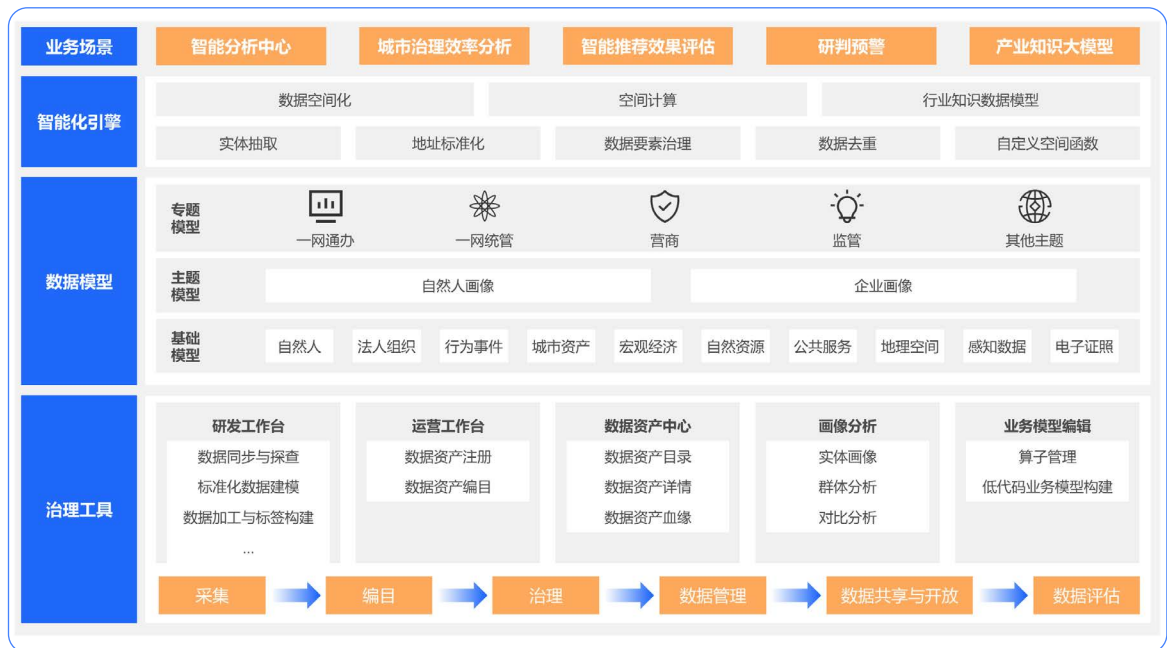 业务场景
智能分析中心
城市治理效率分析
智能推荐效果评估
研判预警
产业知识大模型
智能化引擎
数据空间化
空间计算
行业知识数据模型
实体抽取
地址标准化
数据要素治理
数据去重
自定义空间函数
数据模型
专题
模型
一网通办
一网统管
营商
监管
其他主题
主题
模型
自然人画像
企业画像
基础
模型
自然人
法人组织
行为事件
城市资产
宏观经济
自然资源
公共服务
地理空间
感知数据
电子证照
治理工具
研发工作台
数据同步与探查
标准化数据建模
数据加工与标签构建
...
运营工作台
数据资产注册
数据资产编目
数据资产中心
数据资产目录
数据资产详情
数据资产血缘
画像分析
实体画像
群体分析
对比分析
业务模型编辑
算子管理
低代码业务模型构建
采集
编目
治理
数据管理
数据共享与开放
数据评估